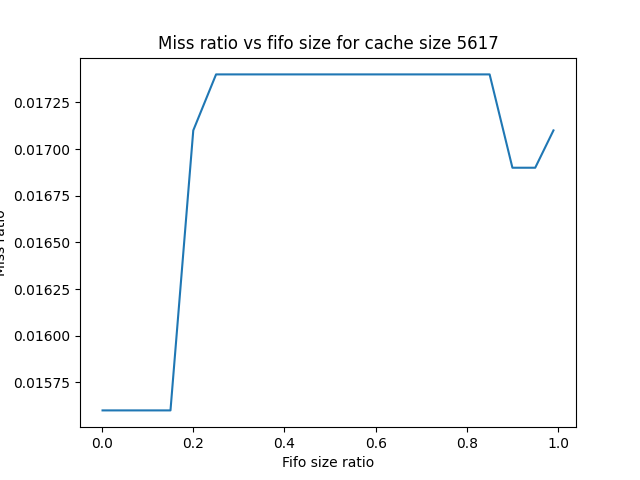 Miss ratio vs fifo size for cache size 5617
0.01725
0.01700
0.01675
0.01650
0.01625
0.01600
0.01575
Miss ratio
0.0 0.2 0.4 0.6 0.8 1.0
Fifo size ratio